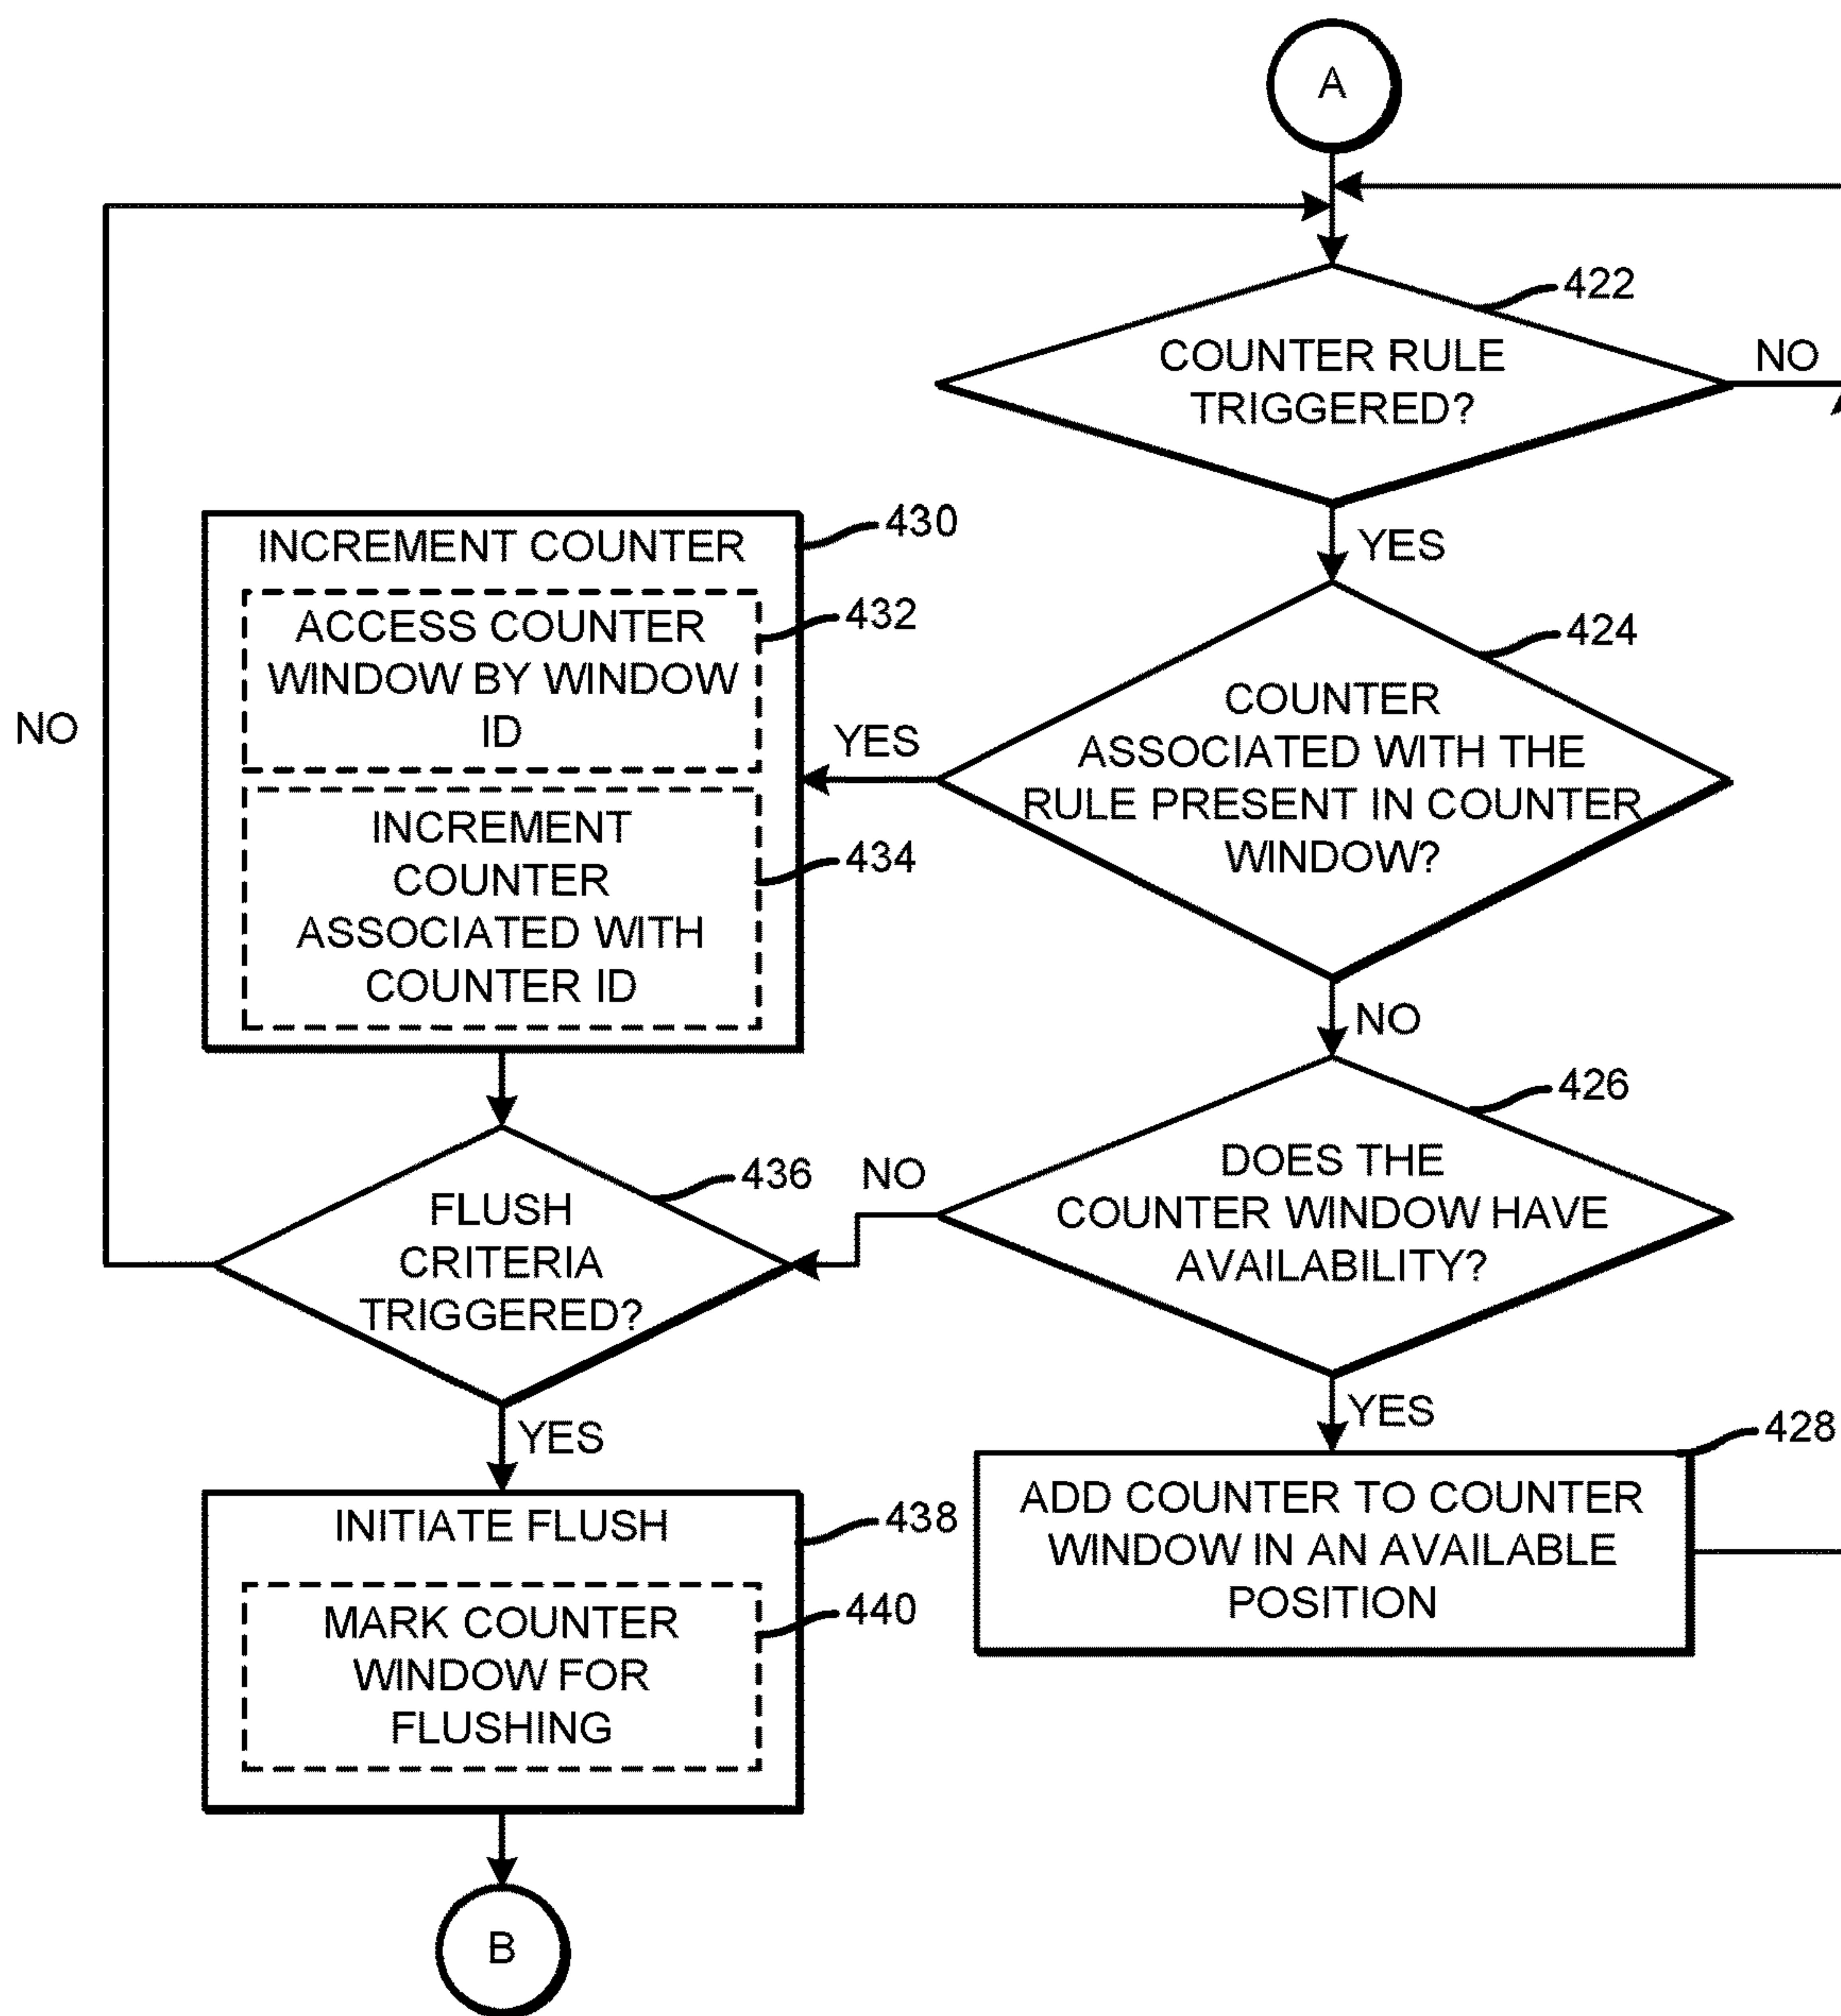 A
422
COUNTER RULE
TRIGGERED?
NO
YES
424
COUNTER
ASSOCIATED WITH THE
RULE PRESENT IN COUNTER
WINDOW?
YES
NO
430
INCREMENT COUNTER
432
ACCESS COUNTER
WINDOW BY WINDOW
ID
434
INCREMENT
COUNTER
ASSOCIATED WITH
COUNTER ID
NO
426
DOES THE
COUNTER WINDOW HAVE
AVAILABILITY?
NO
YES
436
FLUSH
CRITERIA
TRIGGERED?
YES
428
ADD COUNTER TO COUNTER
WINDOW IN AN AVAILABLE
POSITION
438
INITIATE FLUSH
440
MARK COUNTER
WINDOW FOR
FLUSHING
B